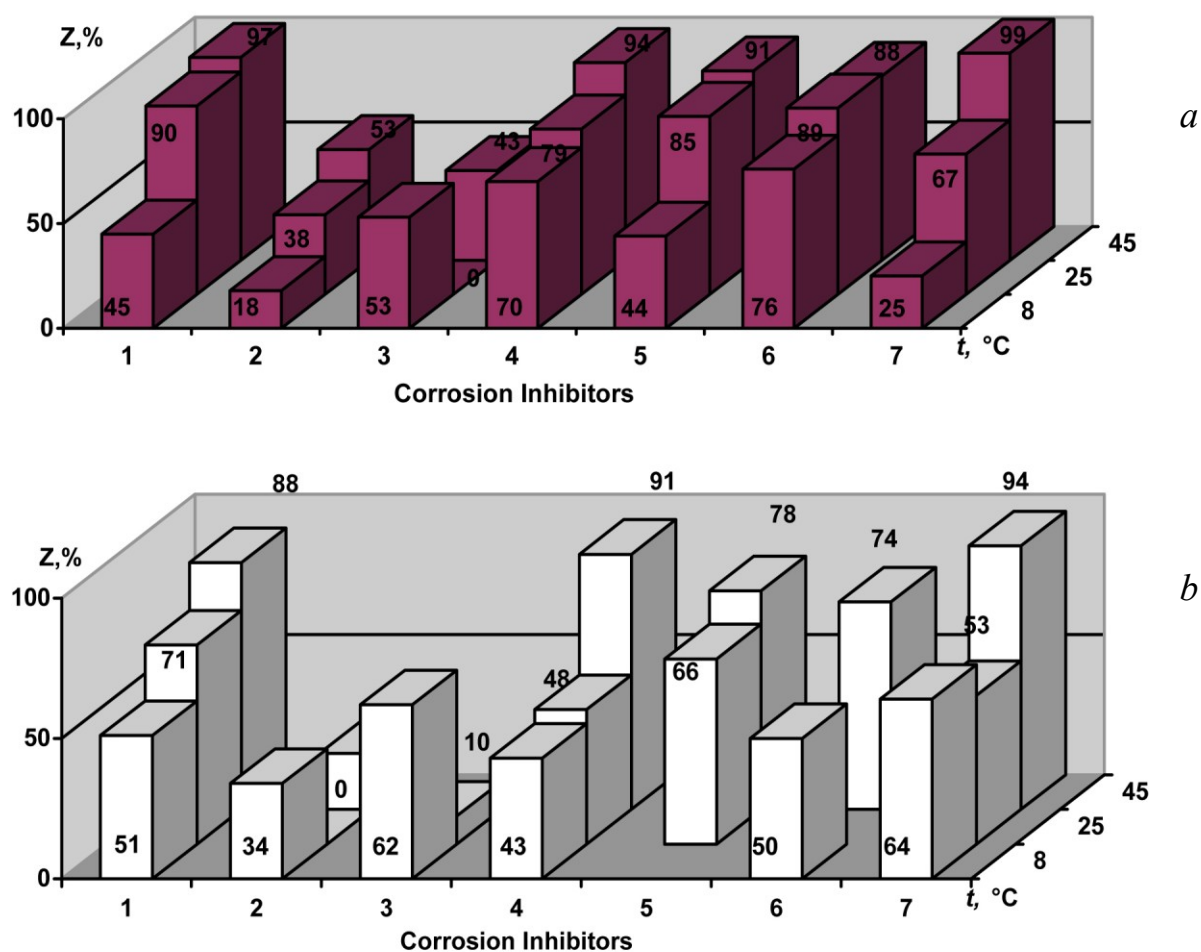 Z,%
a
97 94 91 88 99
90 53 43 79 85 89 67
38 0
45 18 53 70 44 76 25
100
50
0
45
25
8
t, °C
1 2 3 4 5 6 7
Corrosion Inhibitors
88 91 78 74 94
Z,%
b
100
50
0
71 0 10 48 66 53
51 34 62 43 50 64
45
25
8
t, °C
1 2 3 4 5 6 7
Corrosion Inhibitors